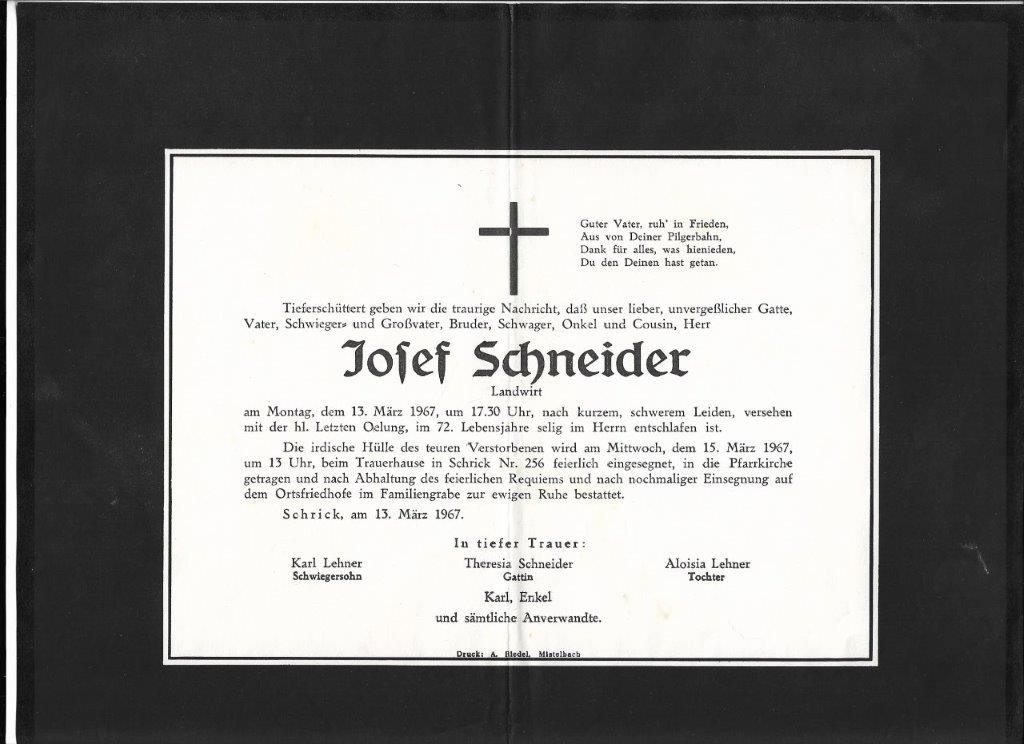 Guter Vater, ruh' in Frieden,
Aus von Deiner Pilgerbahn,
Dank für alles, was hienieden,
Du den Deinen hast getan.
Tieferschüttert geben wir die traurige Nachricht, daß unser lieber, unvergeßlicher Gatte,
Vater, Schwieger- und Großvater, Bruder, Schwager, Onkel und Cousin, Herr
Josef Schneider
Landwirt
am Montag, dem 13. März 1967, um 17.30 Uhr, nach kurzem, schwerem Leiden, versehen
mit der hl. Letzten Oelung, im 72. Lebensjahre selig im Herrn entschlafen ist.
Die irdische Hülle des teuren Verstorbenen wird am Mittwoch, dem 15. März 1967,
um 13 Uhr, beim Trauerhause in Schrick Nr. 256 feierlich eingesegnet, in die Pfarrkirche
getragen und nach Abhaltung des feierlichen Requiems und nach nochmaliger Einsegnung auf
dem Ortsfriedhofe im Familiengrabe zur ewigen Ruhe bestattet.
Schrick, am 13. März 1967.
In tiefer Trauer:
Karl Lehner Theresia Schneider Aloisia Lehner
Schwiegersohn Gattin Tochter
Karl, Enkel
und sämtliche Anverwandte.
Druck: A. Riedel, Mistelbach